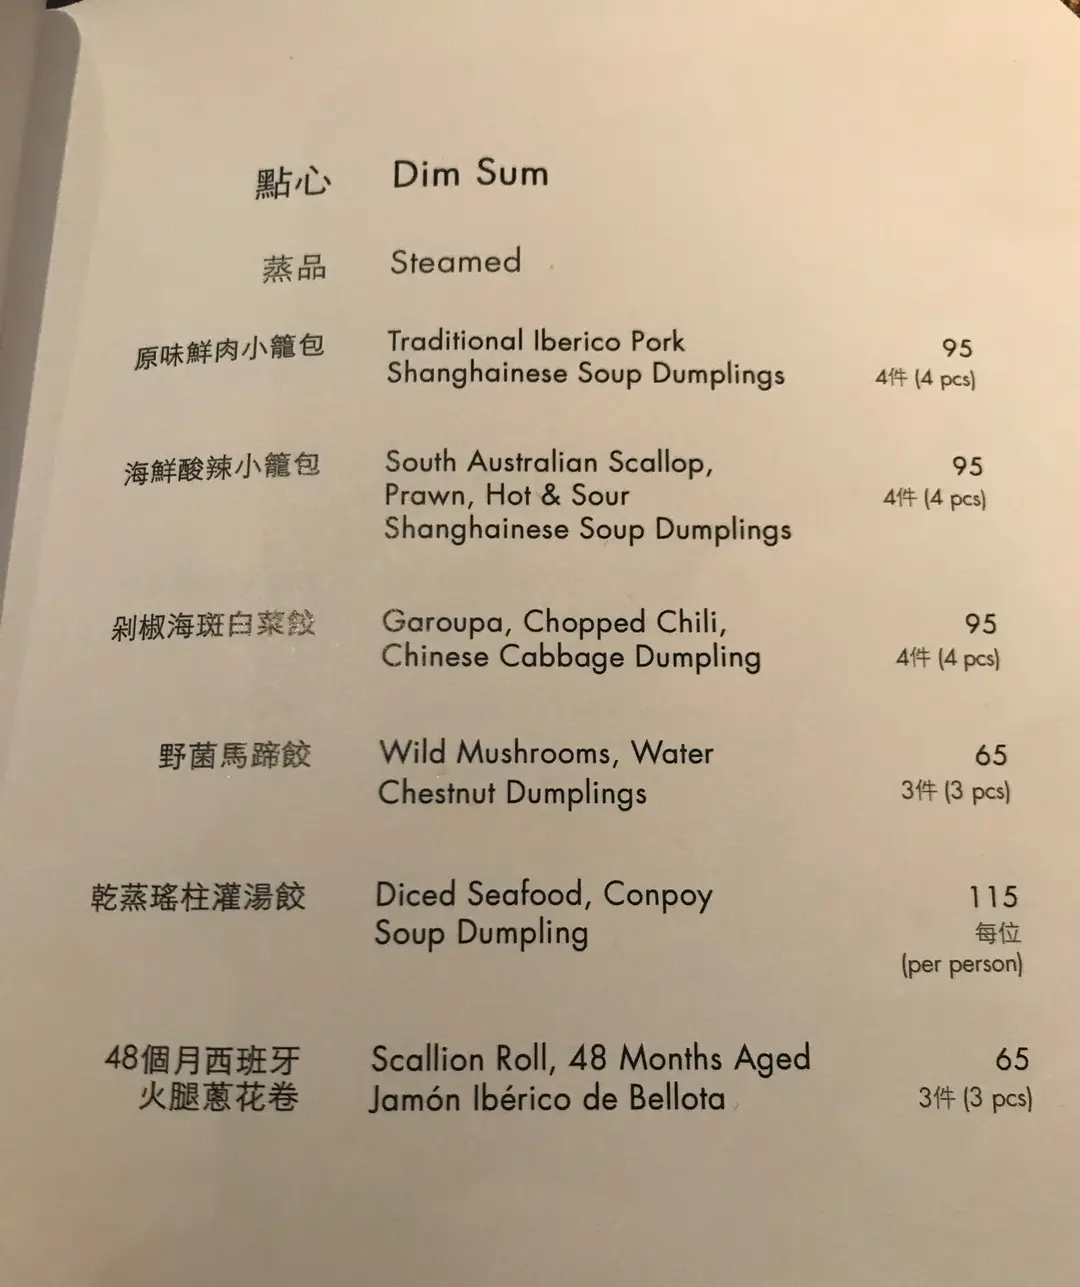 點心 Dim Sum
蒸品 Steamed
原味鮮肉小籠包 Traditional Iberico Pork 95
Shanghainese Soup Dumplings 4件 (4 pcs)
海鮮酸辣小籠包 South Australian Scallop, 95
Prawn, Hot & Sour 4件 (4 pcs)
Shanghainese Soup Dumplings
剁椒海斑白菜餃 Garoupa, Chopped Chili, 95
Chinese Cabbage Dumpling 4件 (4 pcs)
野菌馬蹄餃 Wild Mushrooms, Water 65
Chestnut Dumplings 3件 (3 pcs)
乾蒸瑤柱灌湯餃 Diced Seafood, Conpoy 115
Soup Dumpling 每位
(per person)
48個月西班牙 Scallion Roll, 48 Months Aged 65
火腿蔥花卷 Jamón Ibérico de Bellota 3件 (3 pcs)